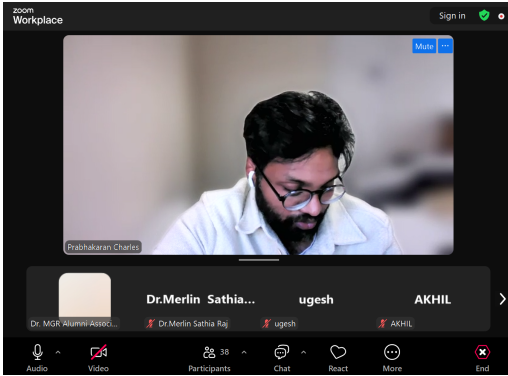 zoom
Workplace
Sign in
Mute ...
Prabhakaran Charles
Dr.Merlin Sathia...
ugesh
AKHIL
Dr. MGR Alumni Associ...
Dr.Merlin Sathia Raj
ugesh
AKHIL
38
Audio
Video
Participants
Chat
React
More
End